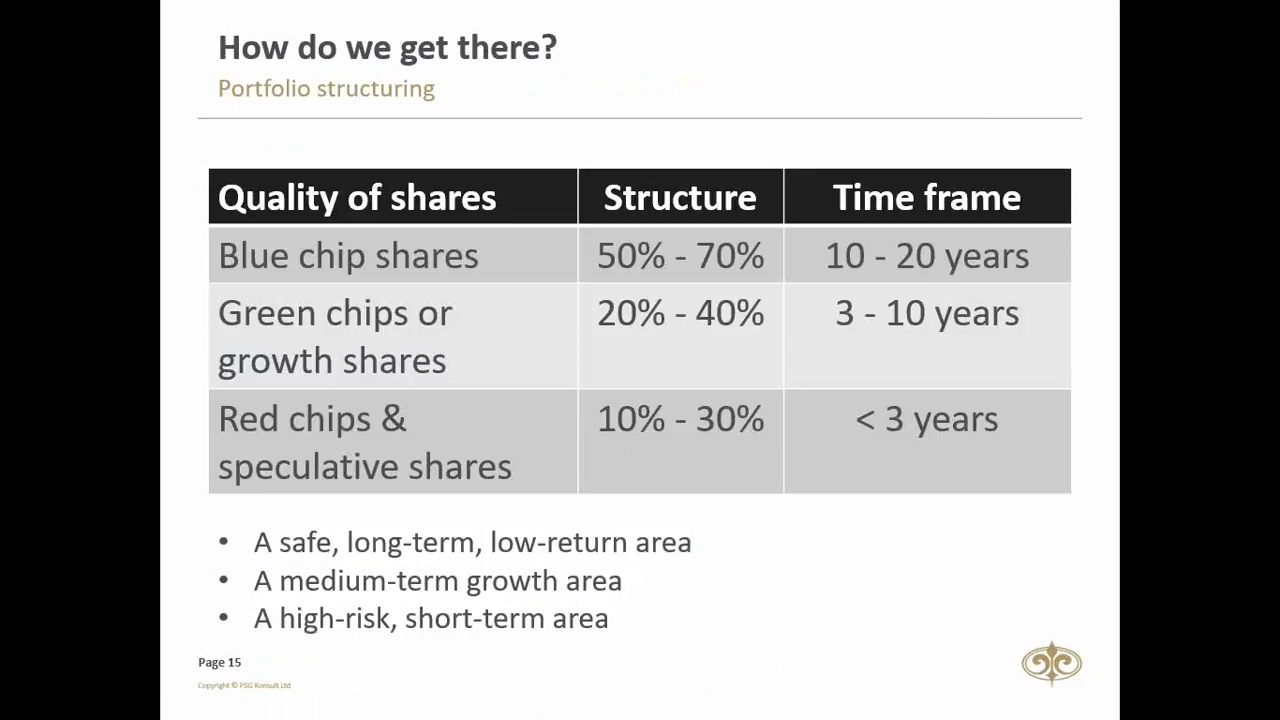 How do we get there?
Portfolio structuring
Quality of shares Structure Time frame
Blue chip shares 50% - 70% 10 - 20 years
Green chips or 20% - 40% 3 - 10 years
growth shares
Red chips & 10% - 30% < 3 years
speculative shares
• A safe, long-term, low-return area
• A medium-term growth area
• A high-risk, short-term area
Page 15
Copyright © PSG Konsult Ltd